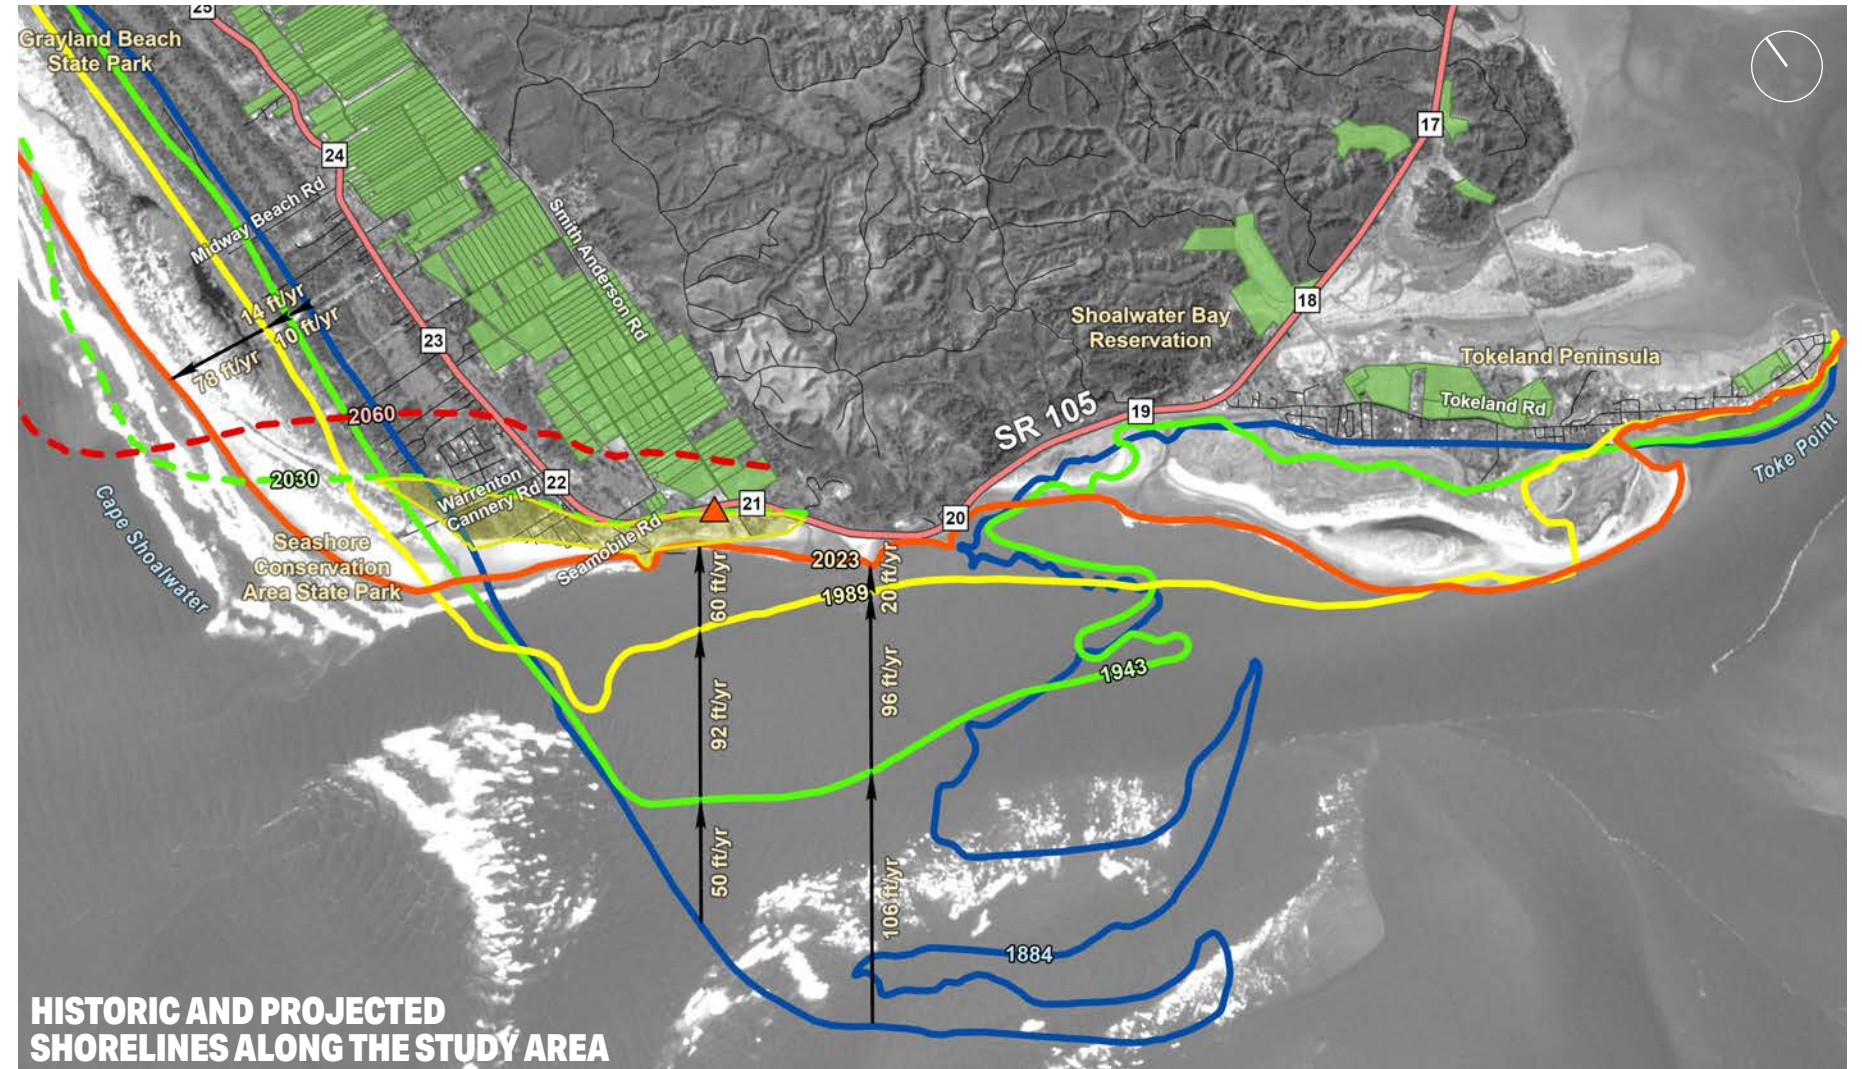 25
Grayland Beach
State Park
17
24
Midway Beach Rd
Smith Anderson Rd
14 ft/yr
10 ft/yr
78 ft/yr
23
18
Shoalwater Bay
Reservation
Tokeland Peninsula
Tokeland Rd
SR 105
19
Toke Point
2060
2030
22
Warrenton
Cannery Rd
21
20
Cape Shoalwater
Seashore
Conservation
Area State Park
Seamobile Rd
2023
1989
60 ft/yr
20 ft/yr
92 ft/yr
96 ft/yr
1943
50 ft/yr
106 ft/yr
1884
HISTORIC AND PROJECTED
SHORELINES ALONG THE STUDY AREA